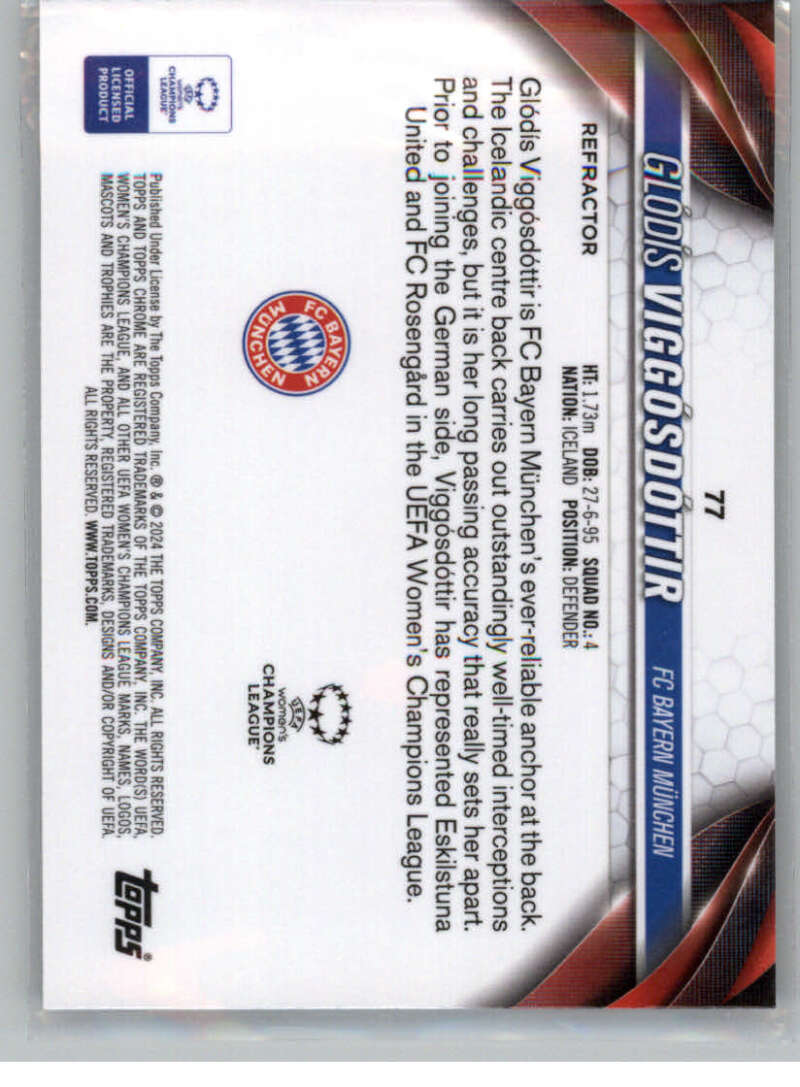 77
GLÓDÍS VIGGÓSDÓTTIR FC BAYERN MÜNCHEN
HT: 1.73m DOB: 27-6-95 SQUAD NO.: 4
NATION: ICELAND POSITION: DEFENDER
REFRACTOR
Glódís Viggósdóttir is FC Bayern München's ever-reliable anchor at the back.
The Icelandic centre back carries out outstandingly well-timed interceptions
and challenges, but it is her long passing accuracy that really sets her apart.
Prior to joining the German side, Viggósdóttir has represented Eskilstuna
United and FC Rosengård in the UEFA Women's Champions League.
FC BAYERN
MÜNCHEN
UEFA
women's
CHAMPIONS
LEAGUE
UEFA
women's
CHAMPIONS
LEAGUE
OFFICIAL
LICENSED
PRODUCT
Published Under License by The Topps Company, Inc. ® & © 2024 THE TOPPS COMPANY, INC. ALL RIGHTS RESERVED.
TOPPS AND TOPPS CHROME ARE REGISTERED TRADEMARKS OF THE TOPPS COMPANY, INC. THE WORD(S) UEFA,
WOMEN'S CHAMPIONS LEAGUE, AND ALL OTHER UEFA WOMEN'S CHAMPIONS LEAGUE MARKS, NAMES, LOGOS,
MASCOTS AND TROPHIES ARE THE PROPERTY, REGISTERED TRADEMARKS, DESIGNS AND/OR COPYRIGHT OF UEFA.
ALL RIGHTS RESERVED. WWW.TOPPS.COM.
topps®